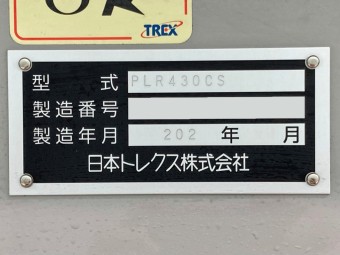 OK
TREX
型 式 PLR430CS
製造番号
製造年月 202 年 月
日本トレクス株式会社